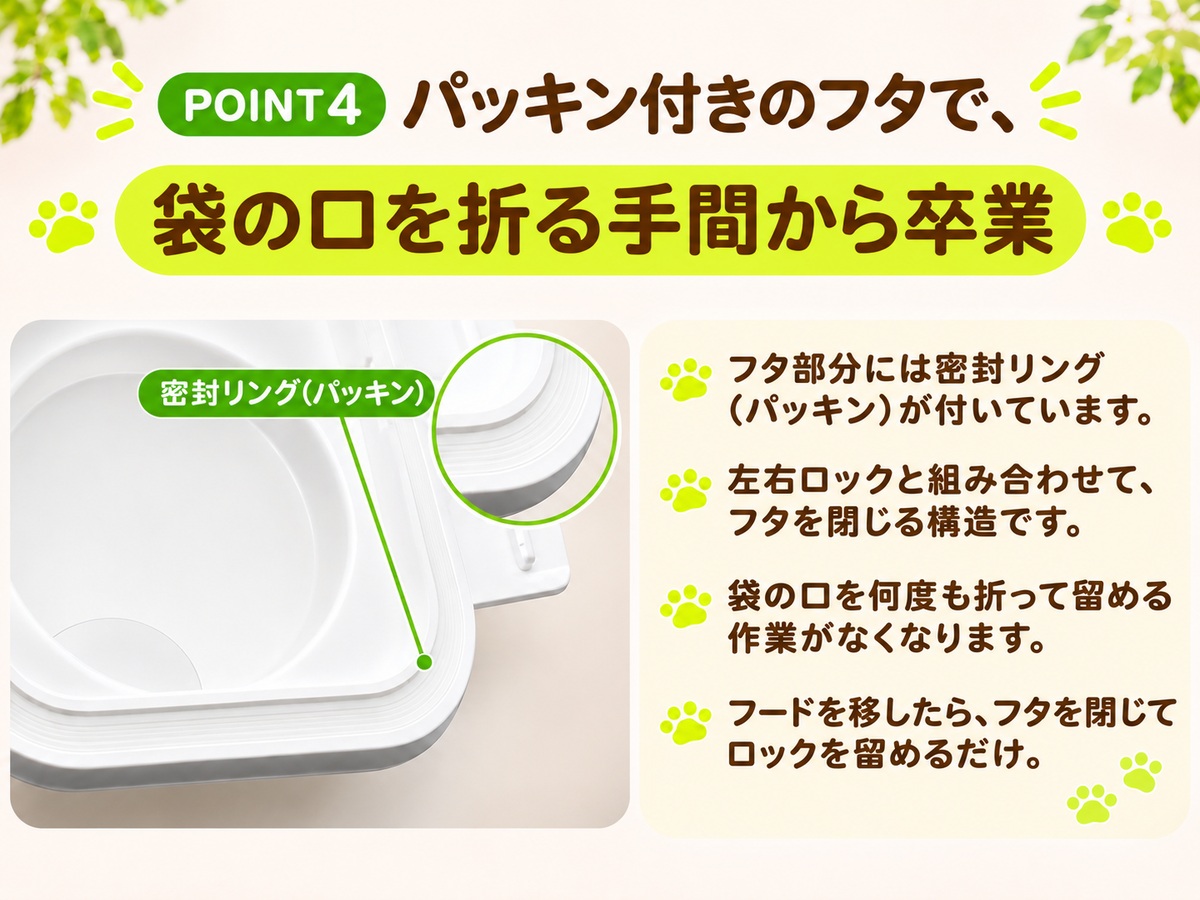 POINT4 パッキン付きのフタで、
袋の口を折る手間から卒業
密封リング(パッキン)
フタ部分には密封リング
(パッキン)が付いています。
左右ロックと組み合わせて、
フタを閉じる構造です。
袋の口を何度も折って留める
作業がなくなります。
フードを移したら、フタを閉じて
ロックを留めるだけ。